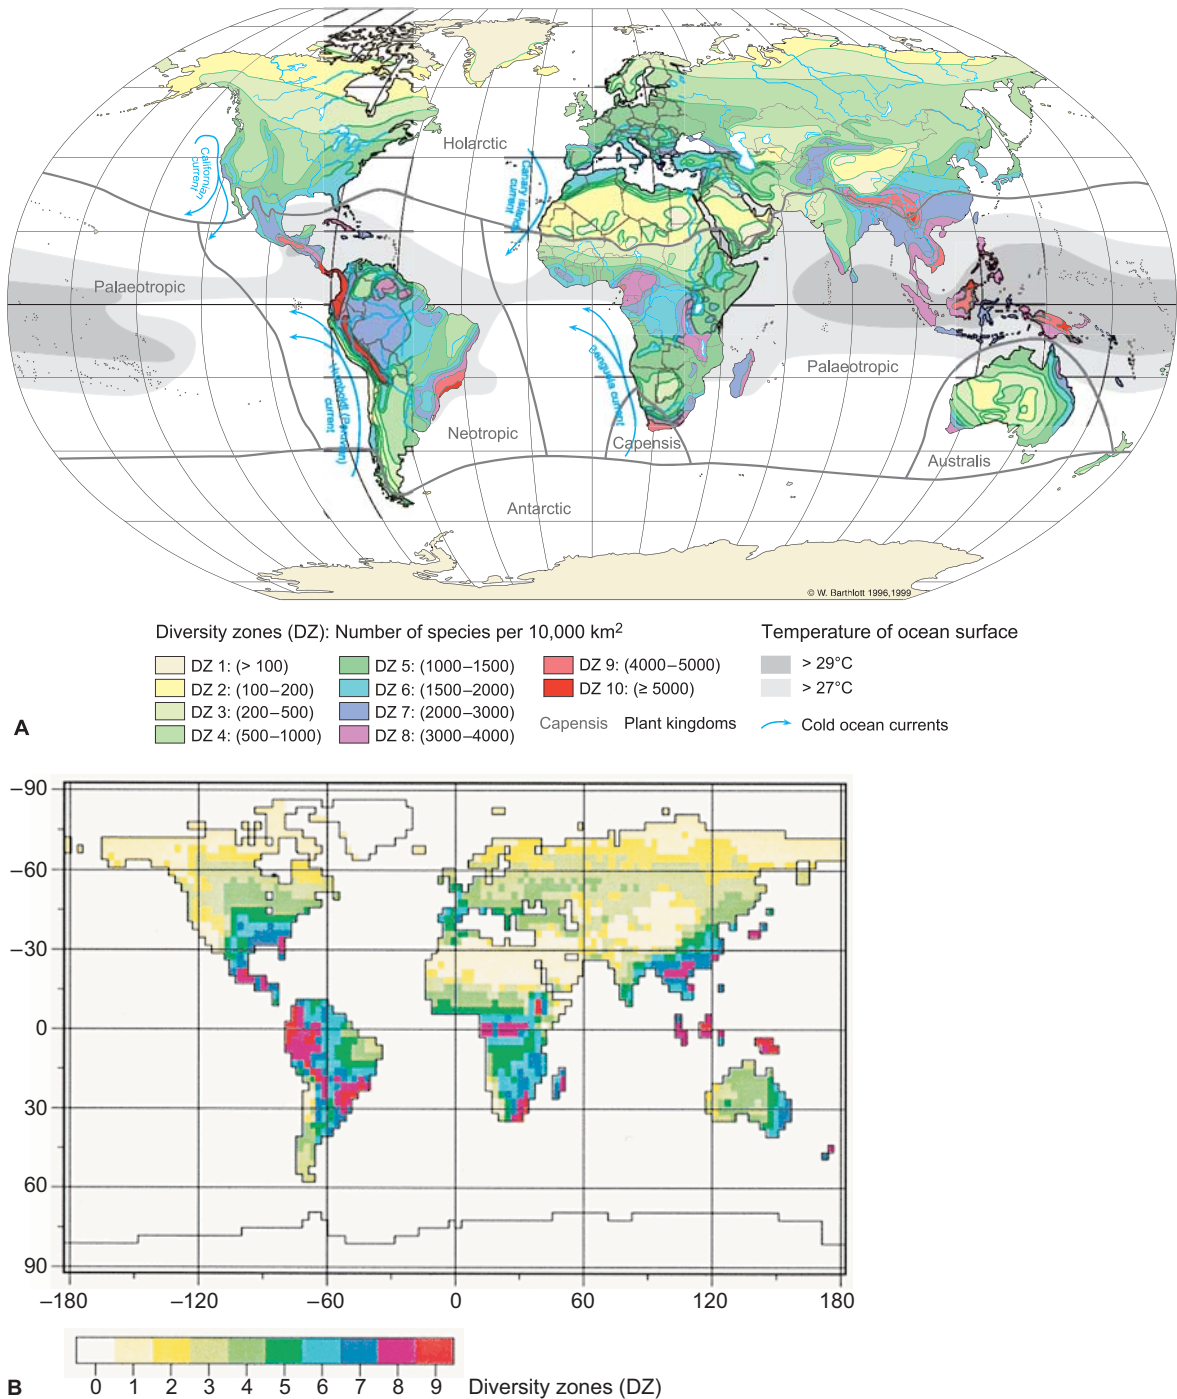 Holarctic
Californian
current
Canary Island
current
Palaeotropic
Palaeotropic
Humboldt (Peruvian)
current
Benguela current
Neotropic
Capensis
Australis
Antarctic
© W. Barthlott 1996,1999
Diversity zones (DZ): Number of species per 10,000 km²
Temperature of ocean surface
DZ 1: (> 100)
DZ 2: (100–200)
DZ 3: (200–500)
DZ 4: (500–1000)
DZ 5: (1000–1500)
DZ 6: (1500–2000)
DZ 7: (2000–3000)
DZ 8: (3000–4000)
DZ 9: (4000–5000)
DZ 10: (≥ 5000)
Capensis Plant kingdoms
> 29°C
> 27°C
Cold ocean currents
A
–90
–60
–30
0
30
60
90
–180 –120 –60 0 60 120 180
0 1 2 3 4 5 6 7 8 9 Diversity zones (DZ)
B